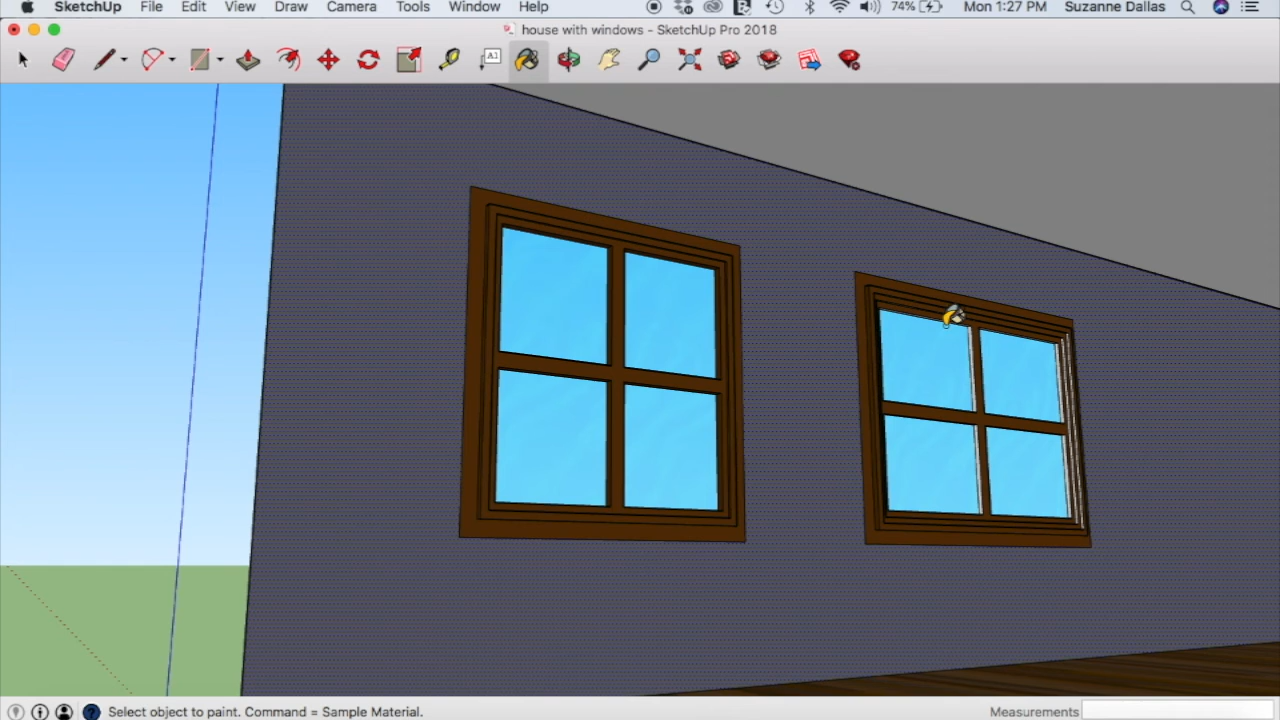 SketchUp File Edit View Draw Camera Tools Window Help 74% Mon 1:27 PM Suzanne Dallas
house with windows - SketchUp Pro 2018
A1
Select object to paint. Command = Sample Material.
Measurements